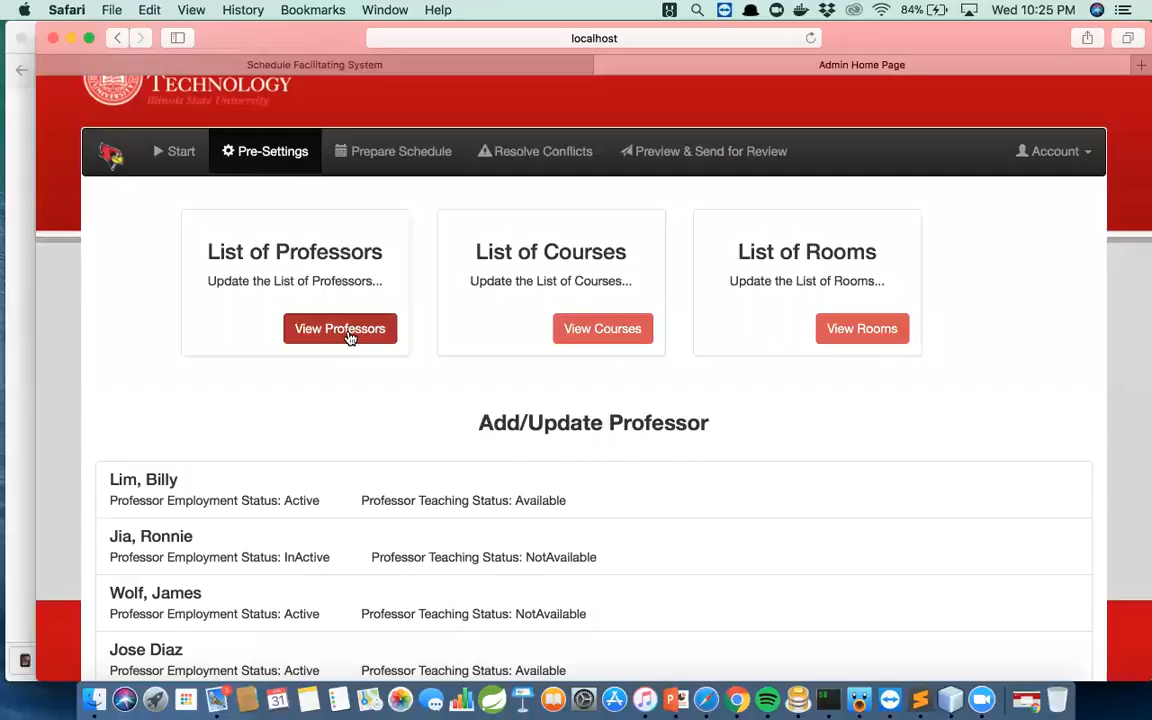 Safari File Edit View History Bookmarks Window Help 84% Wed 10:25 PM
localhost
Schedule Facilitating System Admin Home Page
TECHNOLOGY
Illinois State University
Start Pre-Settings Prepare Schedule Resolve Conflicts Preview & Send for Review Account
List of Professors
Update the List of Professors...
View Professors
List of Courses
Update the List of Courses...
View Courses
List of Rooms
Update the List of Rooms...
View Rooms
Add/Update Professor
Lim, Billy
Professor Employment Status: Active Professor Teaching Status: Available
Jia, Ronnie
Professor Employment Status: InActive Professor Teaching Status: NotAvailable
Wolf, James
Professor Employment Status: Active Professor Teaching Status: NotAvailable
Jose Diaz
Professor Employment Status: Active Professor Teaching Status: Available